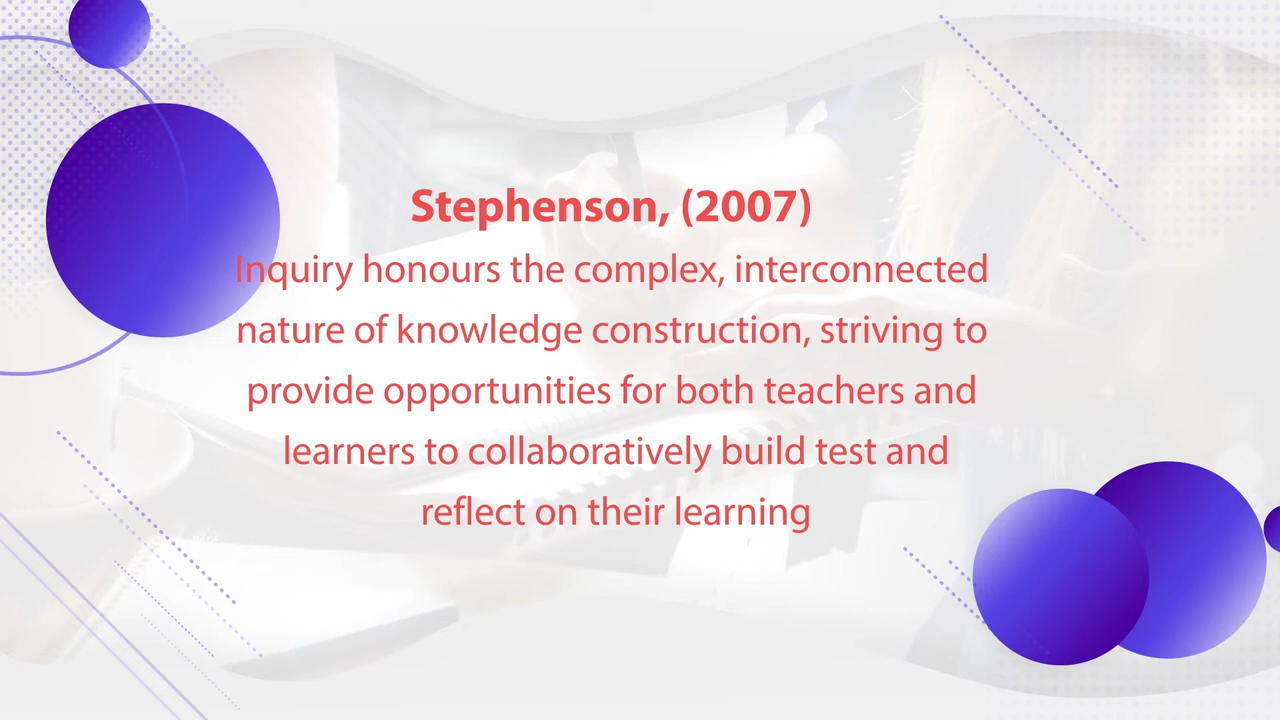 Stephenson, (2007)
Inquiry honours the complex, interconnected
nature of knowledge construction, striving to
provide opportunities for both teachers and
learners to collaboratively build test and
reflect on their learning